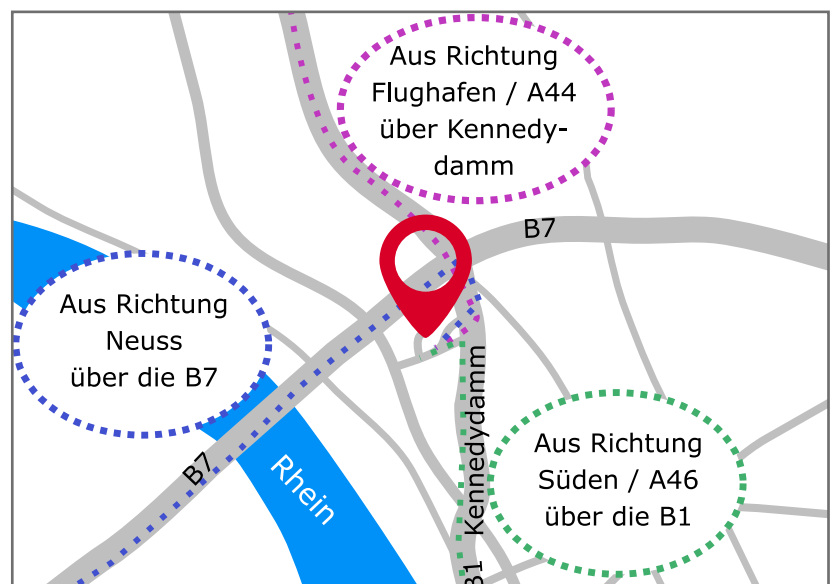 Aus Richtung
Flughafen / A44
über Kennedy-
damm
B7
Aus Richtung
Neuss
über die B7
B7
Rhein
Kennedydamm
B1
Aus Richtung
Süden / A46
über die B1